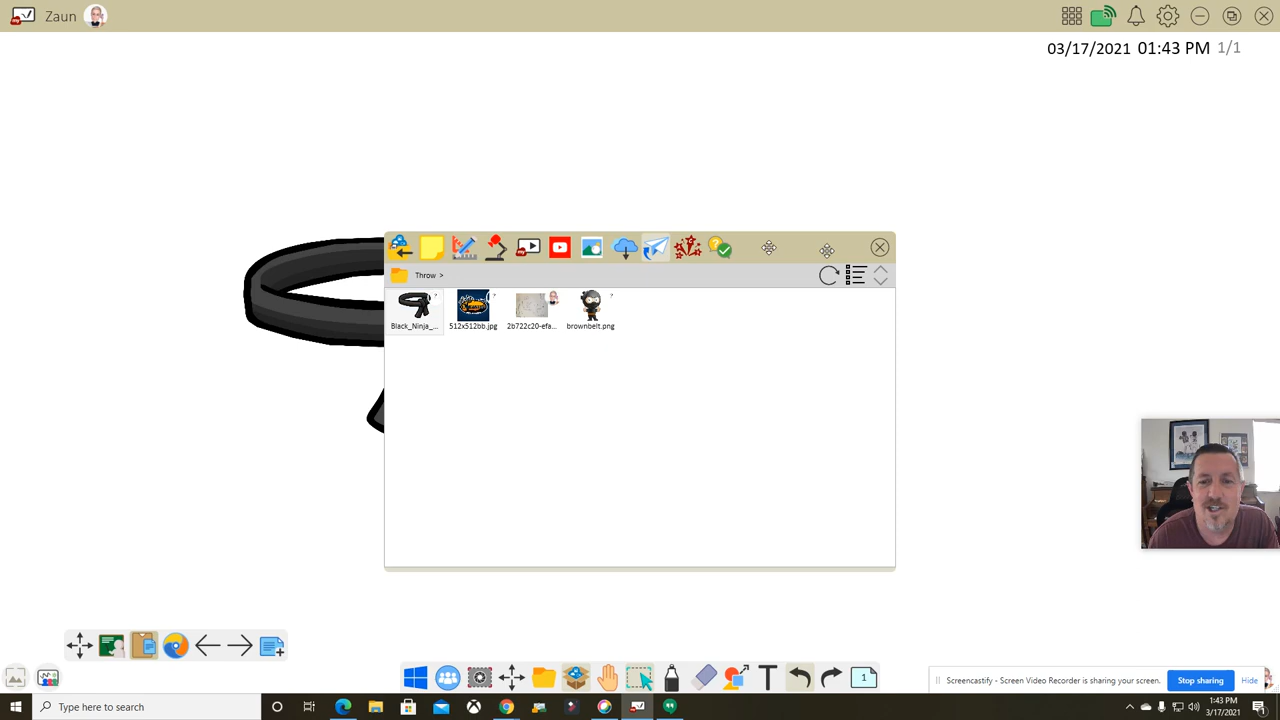 Zaun
03/17/2021 01:43 PM 1/1
Throw >
Black_Ninja_...
512x512bb.jpg
2b722c20-efa...
brownbelt.png
T
1
Screencastify - Screen Video Recorder is sharing your screen.
Stop sharing
Hide
Type here to search
1:43 PM
3/17/2021